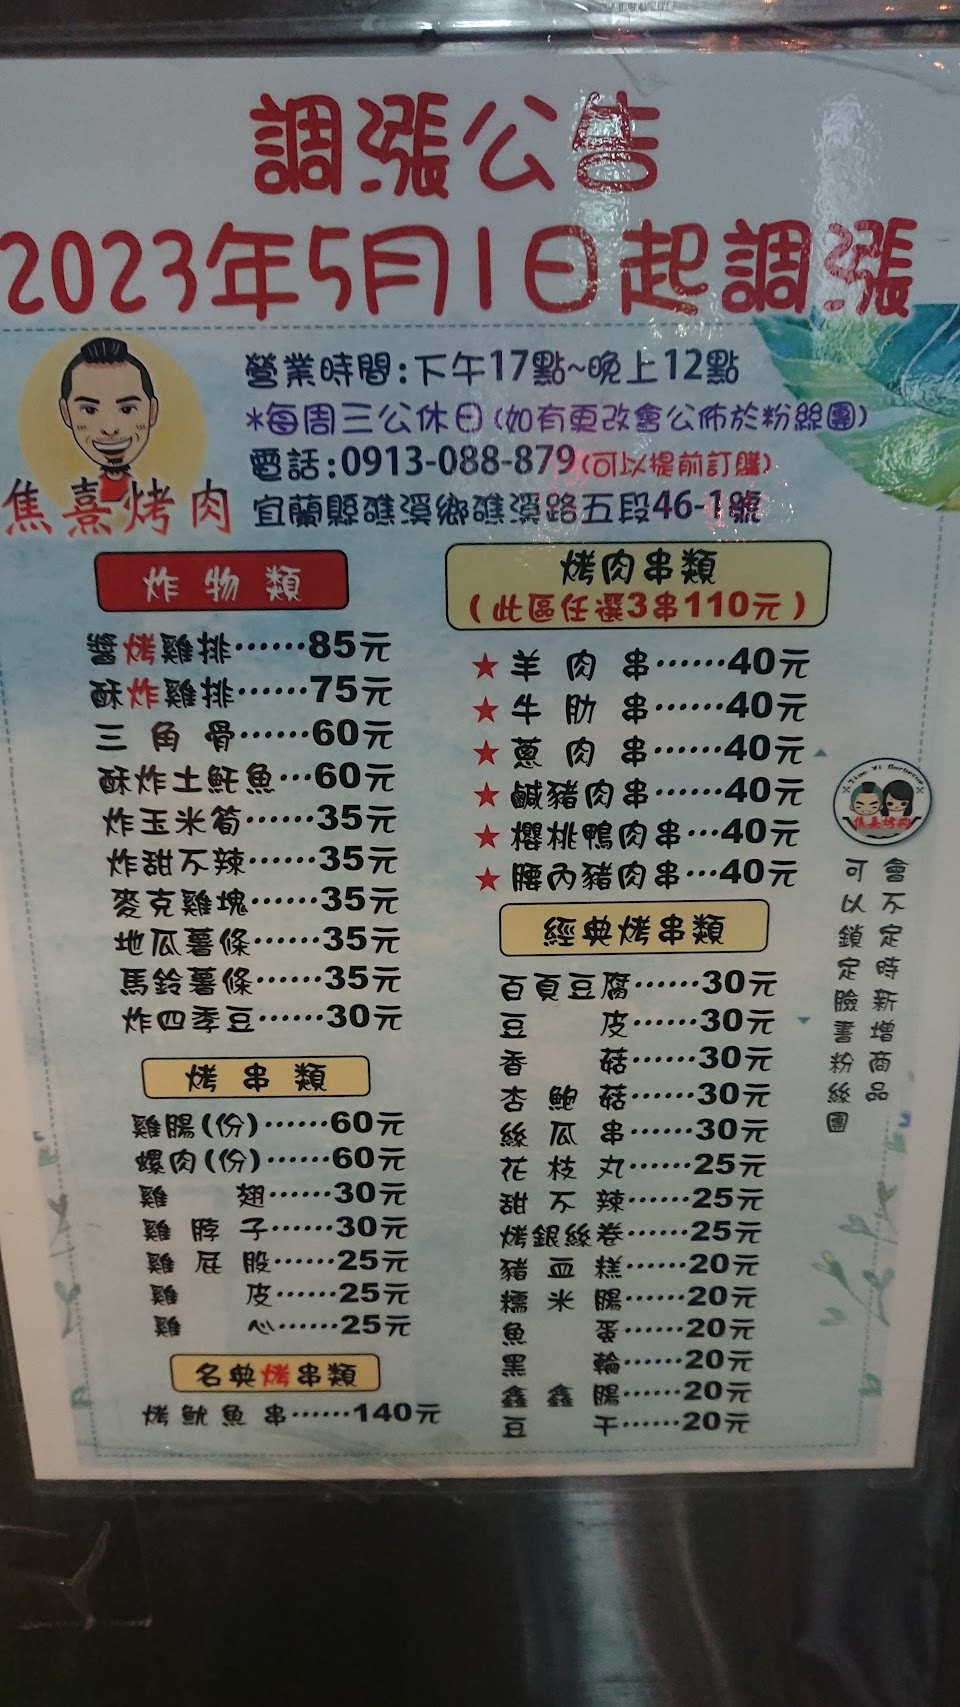 調漲公告
2023年5月1日起調漲
營業時間:下午17點~晚上12點
*每周三公休日(如有更改會公佈於粉絲團)
電話:0913-088-879(可以提前訂購)
宜蘭縣礁溪鄉礁溪路五段46-1號
焦熹烤肉
炸物類
醬烤雞排……85元
酥炸雞排……75元
三角骨……60元
酥炸土魠魚…60元
炸玉米筍……35元
炸甜不辣……35元
麥克雞塊……35元
地瓜薯條……35元
馬鈴薯條……35元
炸四季豆……30元
烤串類
雞腸(份)……60元
螺肉(份)……60元
雞翅……30元
雞脖子……30元
雞屁股……25元
雞皮……25元
雞心……25元
名典烤串類
烤魷魚串……140元
烤肉串類
(此區任選3串110元)
★羊肉串……40元
★牛肋串……40元
★蔥肉串……40元
★鹹豬肉串……40元
★櫻桃鴨肉串…40元
★腰內豬肉串…40元
經典烤串類
百頁豆腐……30元
豆皮……30元
香菇……30元
杏鮑菇……30元
絲瓜串……30元
花枝丸……25元
甜不辣……25元
烤銀絲卷……25元
豬血糕……20元
糯米腸……20元
魚蛋……20元
黑輪……20元
鑫鑫腸……20元
豆干……20元
焦熹烤肉
會不定時新增商品
可以鎖定臉書粉絲團